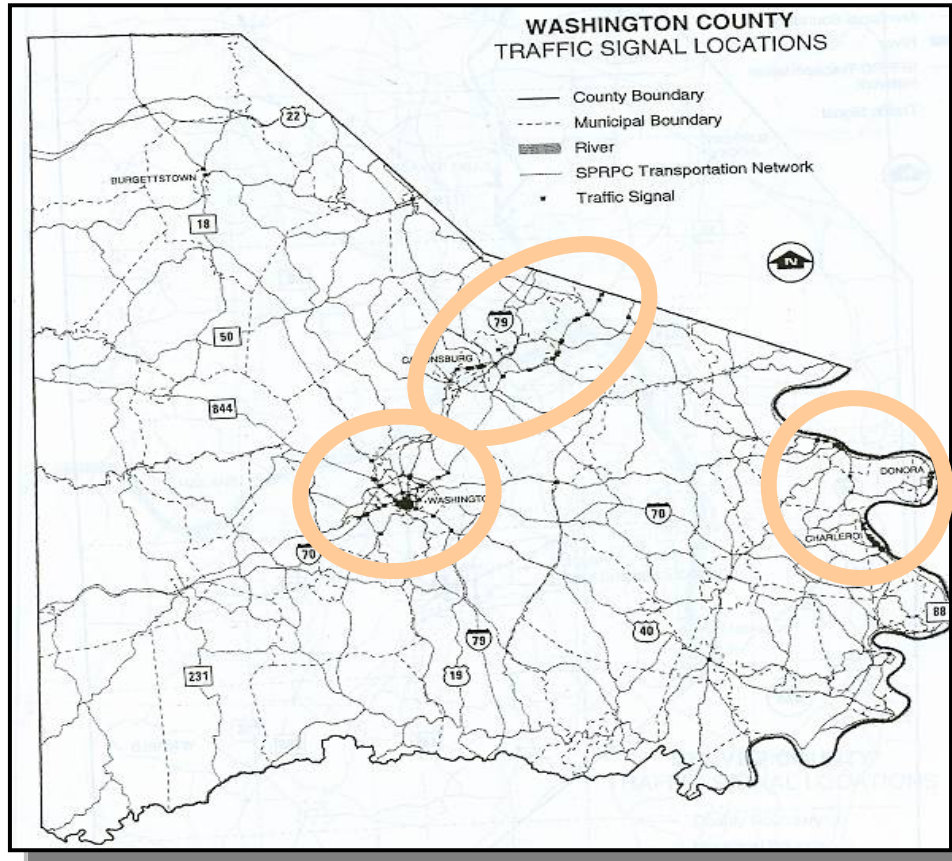 WASHINGTON COUNTY
TRAFFIC SIGNAL LOCATIONS
County Boundary
Municipal Boundary
River
SPRPC Transportation Network
Traffic Signal
N
22
BURGETTSTOWN
18
79
50
CANONSBURG
844
DONORA
WASHINGTON
70
CHARLEROI
70
88
40
79
19
231